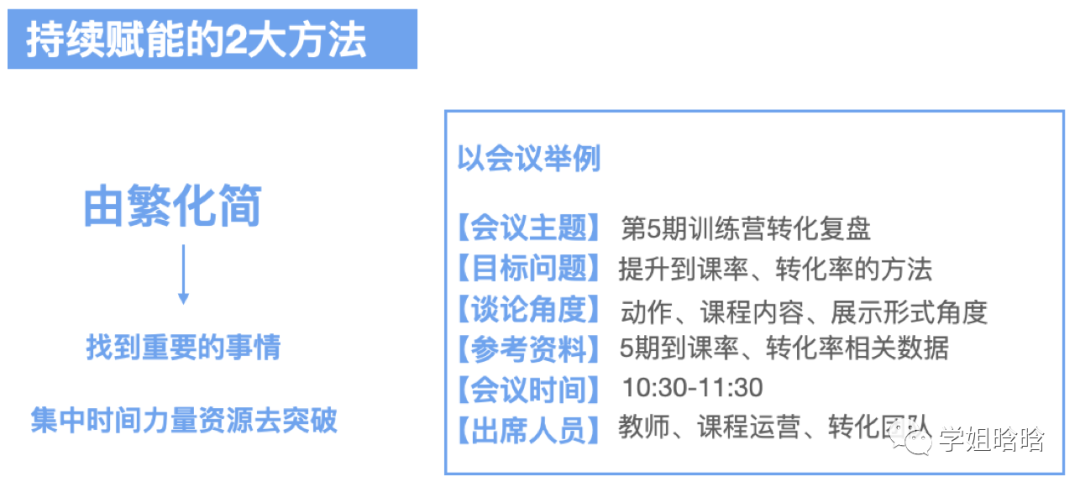 持续赋能的2大方法
由繁化简
找到重要的事情
集中时间力量资源去突破
以会议举例
【会议主题】第5期训练营转化复盘
【目标问题】提升到课率、转化率的方法
【谈论角度】动作、课程内容、展示形式角度
【参考资料】5期到课率、转化率相关数据
【会议时间】10:30-11:30
【出席人员】教师、课程运营、转化团队
学姐晗晗